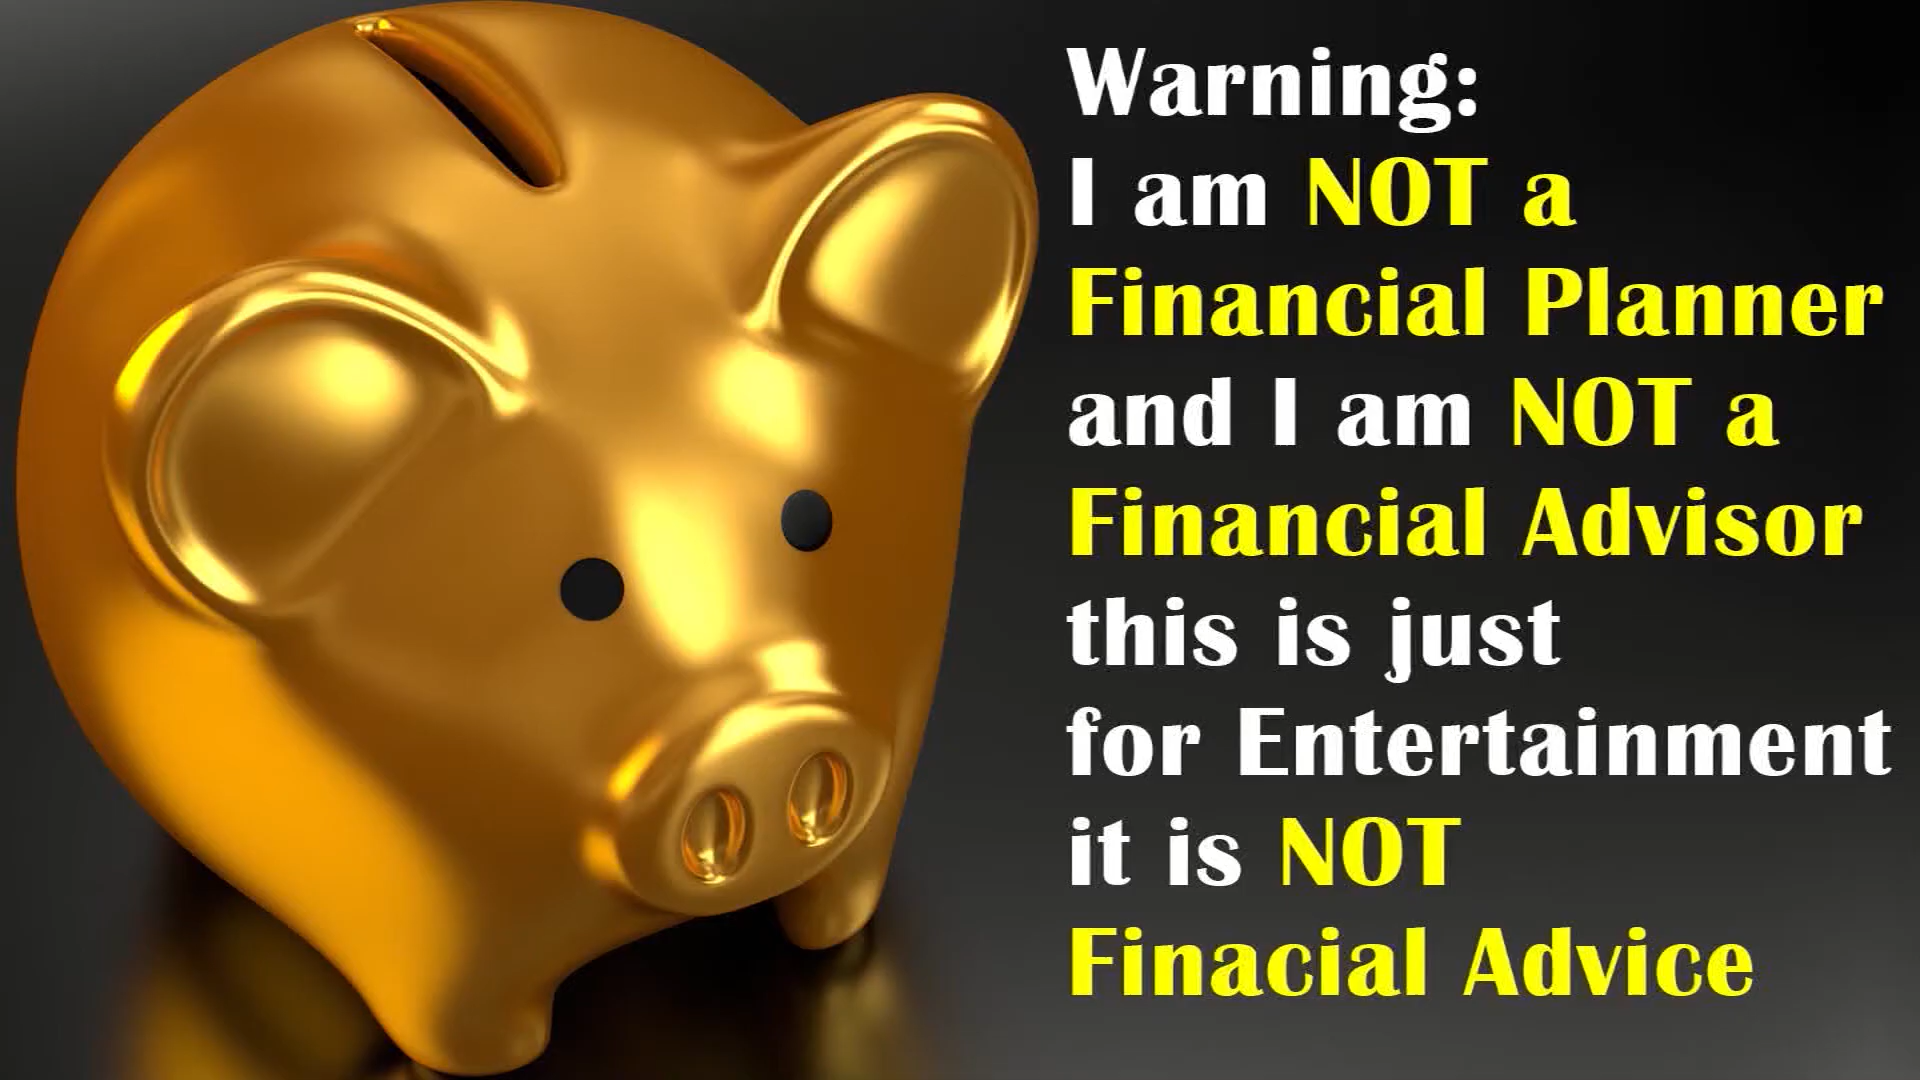 Warning:
I am NOT a
Financial Planner
and I am NOT a
Financial Advisor
this is just
for Entertainment
it is NOT
Finacial Advice